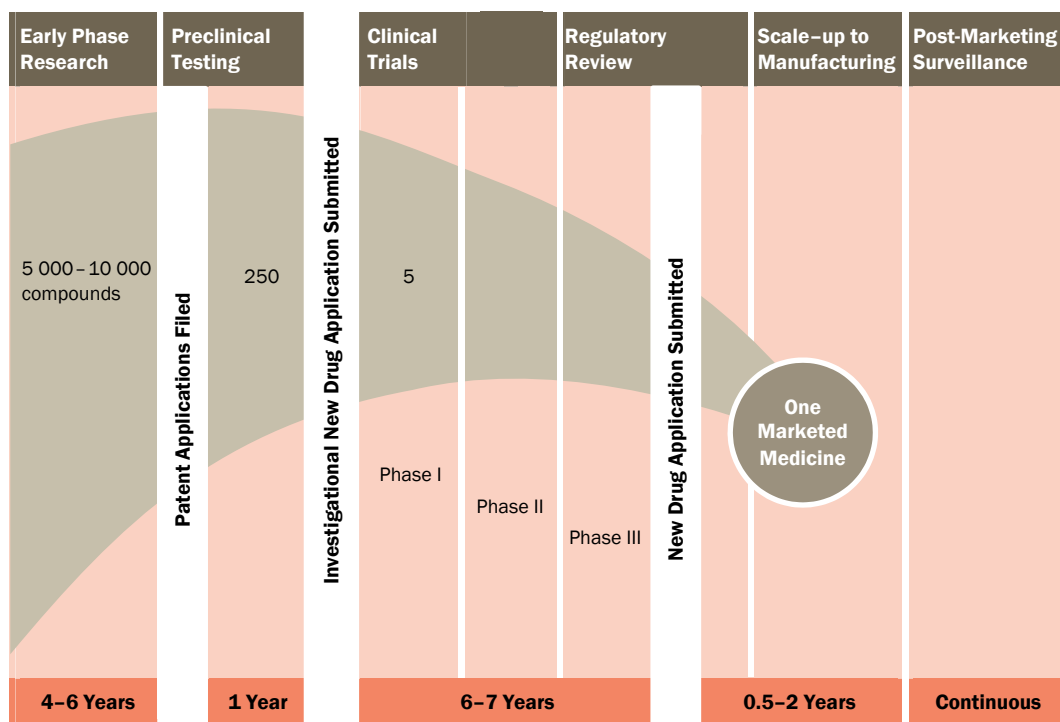 Early Phase
Research
Preclinical
Testing
Clinical
Trials
Regulatory
Review
Scale–up to
Manufacturing
Post-Marketing
Surveillance
5 000 – 10 000
compounds
Patent Applications Filed
250
Investigational New Drug Application Submitted
5
Phase I
Phase II
Phase III
New Drug Application Submitted
One
Marketed
Medicine
4–6 Years
1 Year
6–7 Years
0.5–2 Years
Continuous